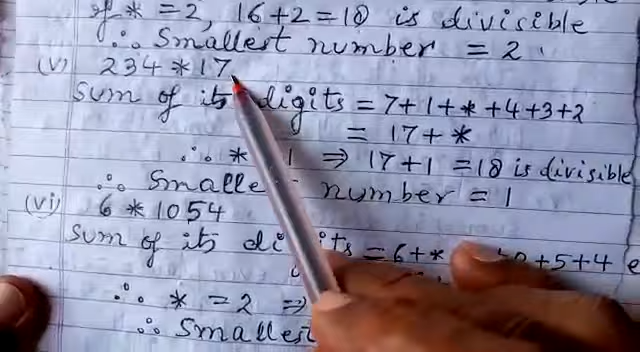 if * = 2, 16+2=18 is divisible
∴ Smallest number = 2.
(v) 234*17
Sum of its digits = 7+1+*+4+3+2
= 17+*
∴ * 1 ⇒ 17+1=18 is divisible
∴ Smalle number = 1
(vi) 6*1054
Sum of its di its = 6+* +5+4
∴ * = 2 ⇒
∴ Smallest